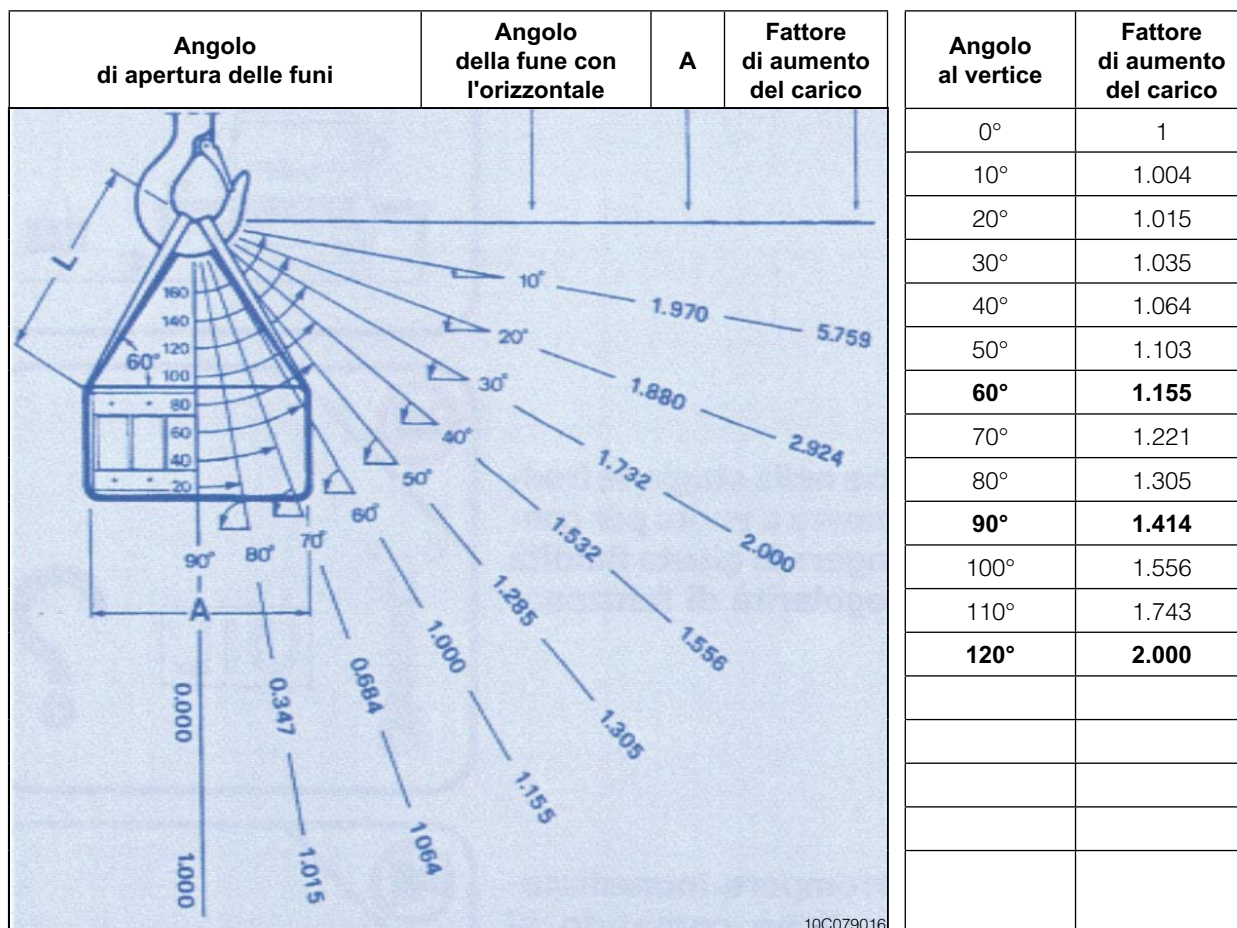 Angolo
di apertura delle funi
Angolo
della fune con
l'orizzontale
A
Fattore
di aumento
del carico
L
60°
160
140
120
100
80
60
40
20
10°
1.970
5.759
20°
1.880
2.924
30°
1.732
2.000
40°
1.532
1.556
50°
1.285
1.305
60°
1.000
1.155
70°
0.684
1064
80°
0.347
1.015
90°
A
0.000
1.000
10C079016
Angolo
al vertice
Fattore
di aumento
del carico
0° 1
10° 1.004
20° 1.015
30° 1.035
40° 1.064
50° 1.103
60° 1.155
70° 1.221
80° 1.305
90° 1.414
100° 1.556
110° 1.743
120° 2.000